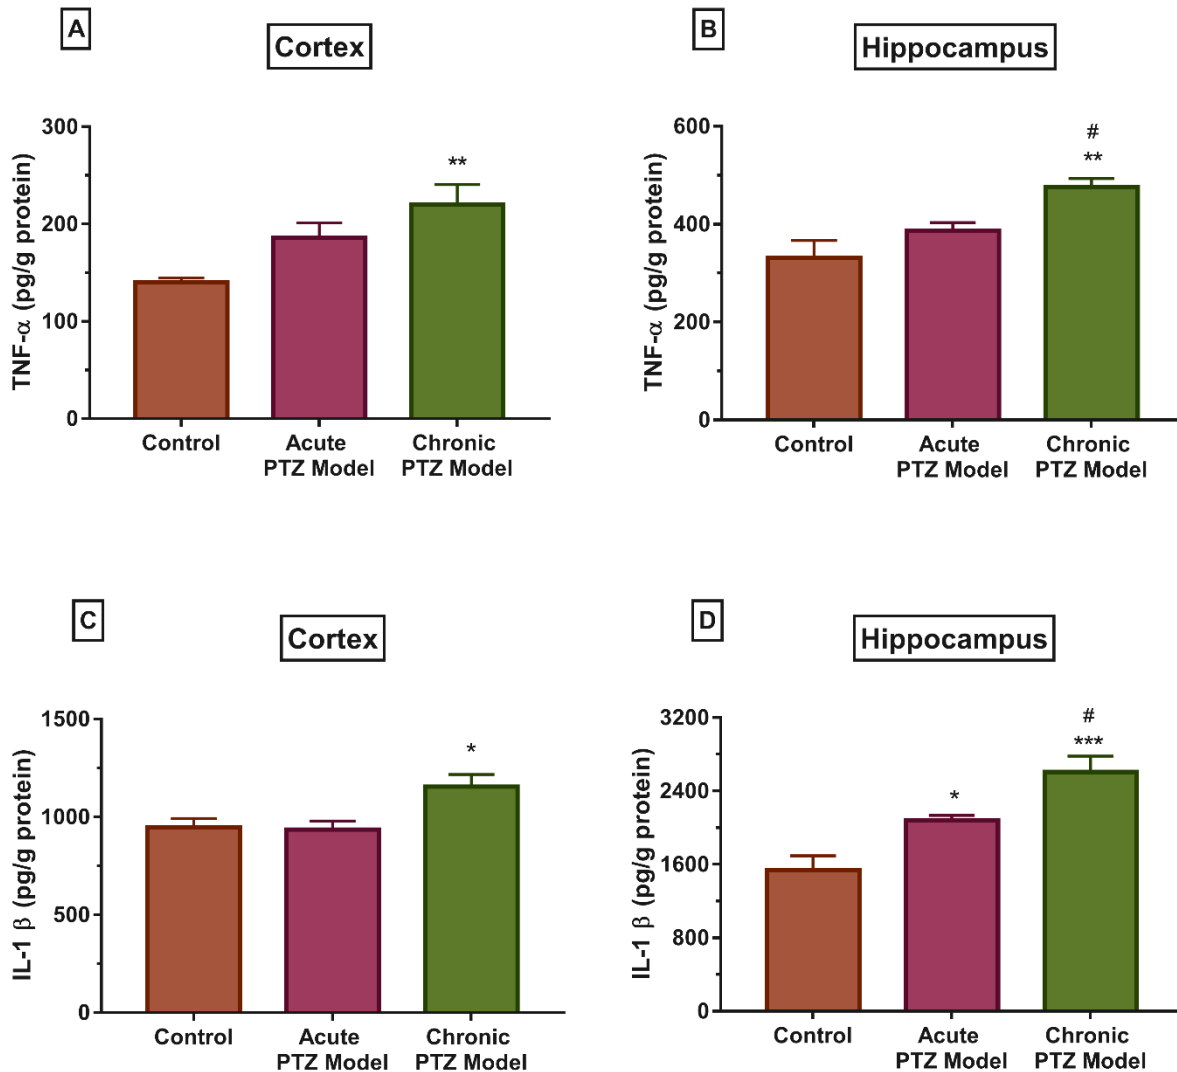 A
Cortex
TNF-α (pg/g protein)
300
200
100
0
**
Control
Acute
PTZ Model
Chronic
PTZ Model
B
Hippocampus
TNF-α (pg/g protein)
600
400
200
0
#
**
Control
Acute
PTZ Model
Chronic
PTZ Model
C
Cortex
IL-1 β (pg/g protein)
1500
1000
500
0
*
Control
Acute
PTZ Model
Chronic
PTZ Model
D
Hippocampus
IL-1 β (pg/g protein)
3200
2400
1600
800
0
*
#
***
Control
Acute
PTZ Model
Chronic
PTZ Model